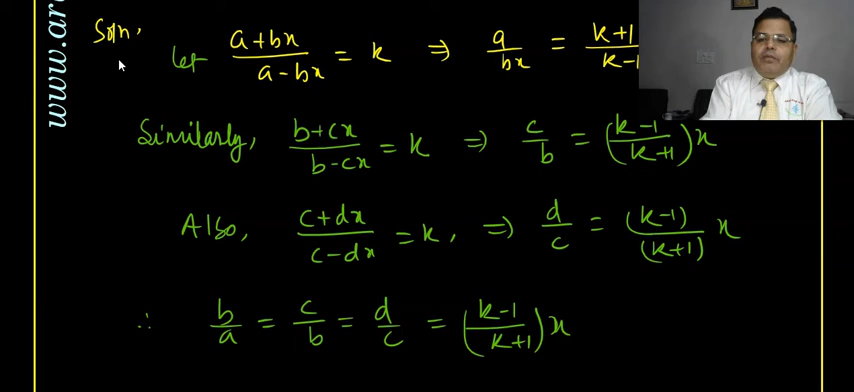 www.ar
Soln,
let (a+bx)/(a-bx) = k ⇒ a/bx = k+1/k-1
Similarly, (b+cx)/(b-cx) = k ⇒ c/b = ((k-1)/(k+1))x
Also, (c+dx)/(c-dx) = k, ⇒ d/c = (k-1)/(k+1) x
∴ b/a = c/b = d/c = ((k-1)/(k+1))x